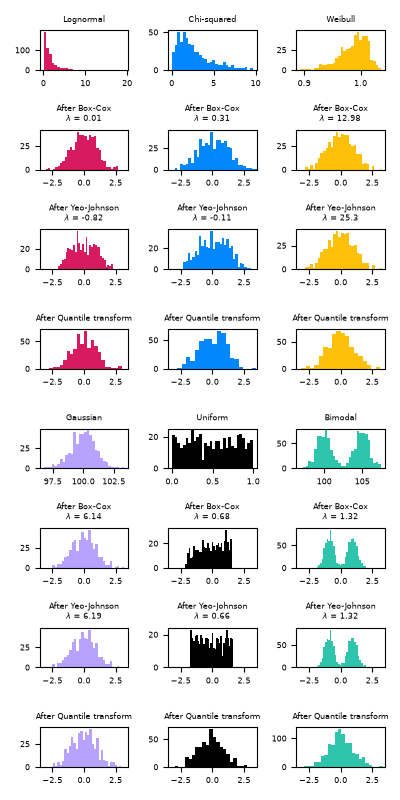 Lognormal Chi-squared Weibull
100 50 25
0 0 0
0 10 20 0 5 10 0.9 1.0
After Box-Cox After Box-Cox After Box-Cox
λ = 0.01 λ = 0.31 λ = 12.98
25 25 25
0 0 0
−2.5 0.0 2.5 −2.5 0.0 2.5 −2.5 0.0 2.5
After Yeo-Johnson After Yeo-Johnson After Yeo-Johnson
λ = -0.82 λ = -0.11 λ = 25.3
20 20 25
0 0 0
−2.5 0.0 2.5 −2.5 0.0 2.5 −2.5 0.0 2.5
After Quantile transform After Quantile transform After Quantile transform
50 50 50
0 0 0
−2.5 0.0 2.5 −2.5 0.0 2.5 −2.5 0.0 2.5
Gaussian Uniform Bimodal
25 20 50
0 0 0
97.5 100.0 102.5 0.0 0.5 1.0 100 105
After Box-Cox After Box-Cox After Box-Cox
λ = 6.14 λ = 0.68 λ = 1.32
25 20 50
0 0 0
−2.5 0.0 2.5 −2.5 0.0 2.5 −2.5 0.0 2.5
After Yeo-Johnson After Yeo-Johnson After Yeo-Johnson
λ = 6.19 λ = 0.66 λ = 1.32
25 20 50
0 0 0
−2.5 0.0 2.5 −2.5 0.0 2.5 −2.5 0.0 2.5
After Quantile transform After Quantile transform After Quantile transform
25 50 100
0 0 0
−2.5 0.0 2.5 −2.5 0.0 2.5 −2.5 0.0 2.5